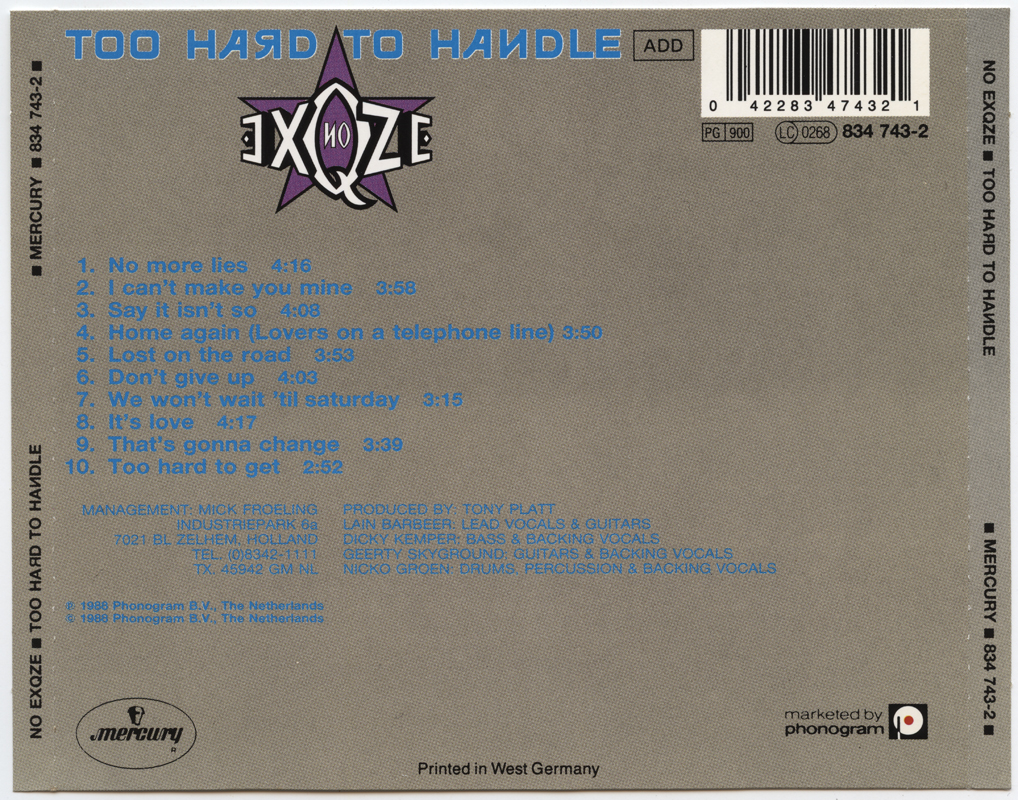 TOO HAЯD TO HAИDLE
ADD
0 42283 47432 1
NO EXQZE
PG 900
LC 0268
834 743-2
1. No more lies 4:16
2. I can't make you mine 3:58
3. Say it isn't so 4:08
4. Home again (Lovers on a telephone line) 3:50
5. Lost on the road 3:53
6. Don't give up 4:03
7. We won't wait 'til saturday 3:15
8. It's love 4:17
9. That's gonna change 3:39
10. Too hard to get 2:52
MANAGEMENT: MICK FROELING
INDUSTRIEPARK 6a
7021 BL ZELHEM, HOLLAND
TEL. (0)8342-1111
TX. 45942 GM NL
PRODUCED BY: TONY PLATT
LAIN BARBEER: LEAD VOCALS & GUITARS
DICKY KEMPER: BASS & BACKING VOCALS
GEERTY SKYGROUND: GUITARS & BACKING VOCALS
NICKO GROEN: DRUMS, PERCUSSION & BACKING VOCALS
℗ 1988 Phonogram B.V., The Netherlands
© 1988 Phonogram B.V., The Netherlands
mercury
R
marketed by
phonogram
Printed in West Germany
NO EXQZE ■ TOO HAЯD TO HAИDLE ■ MERCURY ■ 834 743-2 ■
NO EXQZE ■ TOO HAЯD TO HAИDLE ■ MERCURY ■ 834 743-2 ■